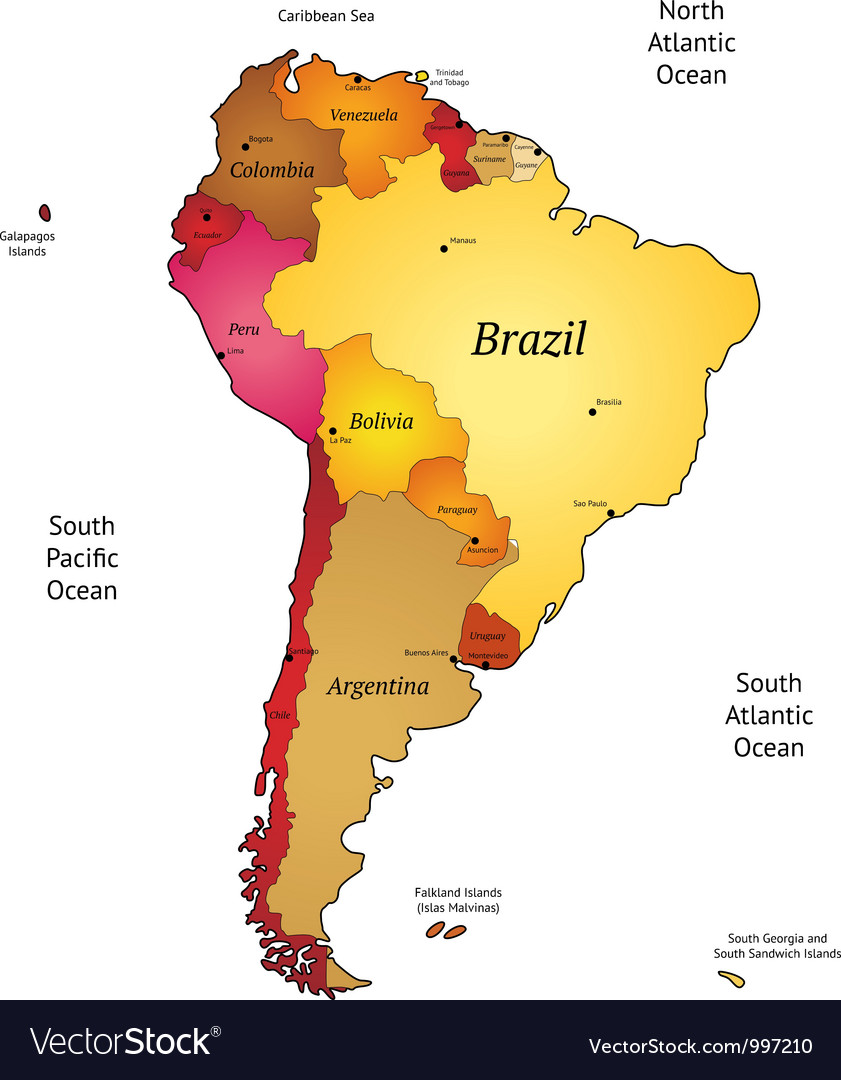 Caribbean Sea
North
Atlantic
Ocean
Trinidad
and Tobago
Caracas
Venezuela
Georgetown
Paramaribo
Cayenne
Bogota
Colombia
Suriname
Guyane
Guyana
Quito
Ecuador
Galapagos
Islands
Manaus
Peru
Lima
Brazil
Brasilia
Bolivia
La Paz
Sao Paulo
Paraguay
Asuncion
South
Pacific
Ocean
Uruguay
Santiago
Buenos Aires
Montevideo
Argentina
Chile
South
Atlantic
Ocean
Falkland Islands
(Islas Malvinas)
South Georgia and
South Sandwich Islands
VectorStock®
VectorStock.com/997210